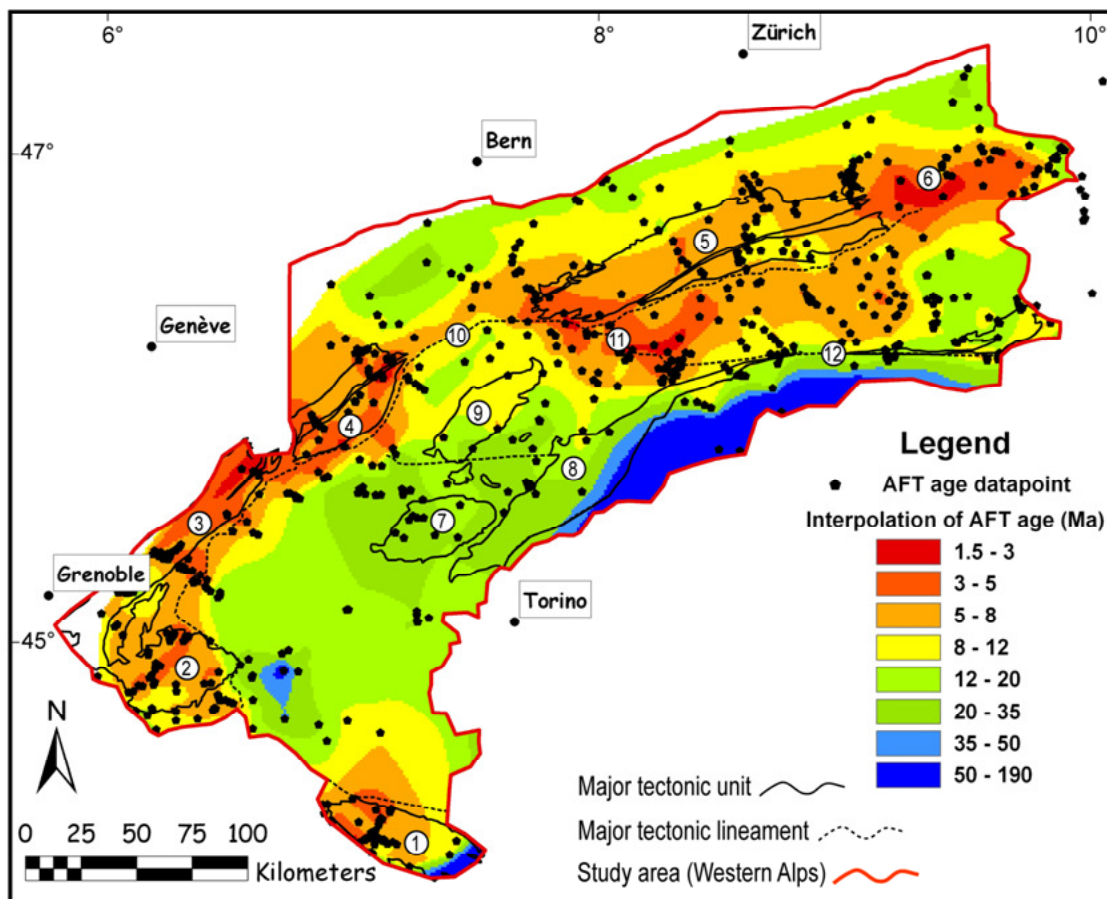 6°
8°
10°
Zürich
47°
Bern
6
5
Genève
10
11
12
9
4
8
Legend
AFT age datapoint
Interpolation of AFT age (Ma)
7
3
1.5 - 3
Grenoble
3 - 5
Torino
5 - 8
45°
8 - 12
2
12 - 20
N
20 - 35
35 - 50
50 - 190
Major tectonic unit
0 25 50 75 100
Major tectonic lineament
1
Kilometers
Study area (Western Alps)